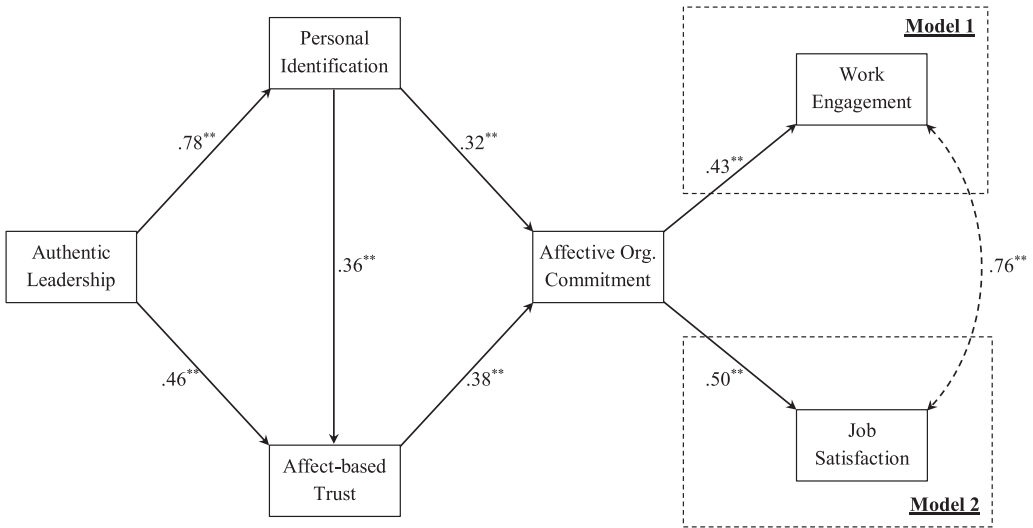 Model 1
Personal
Identification
Work
Engagement
.78**
.32**
.43**
Authentic
Leadership
.36**
Affective Org.
Commitment
.76**
.46**
.38**
.50**
Affect-based
Trust
Job
Satisfaction
Model 2